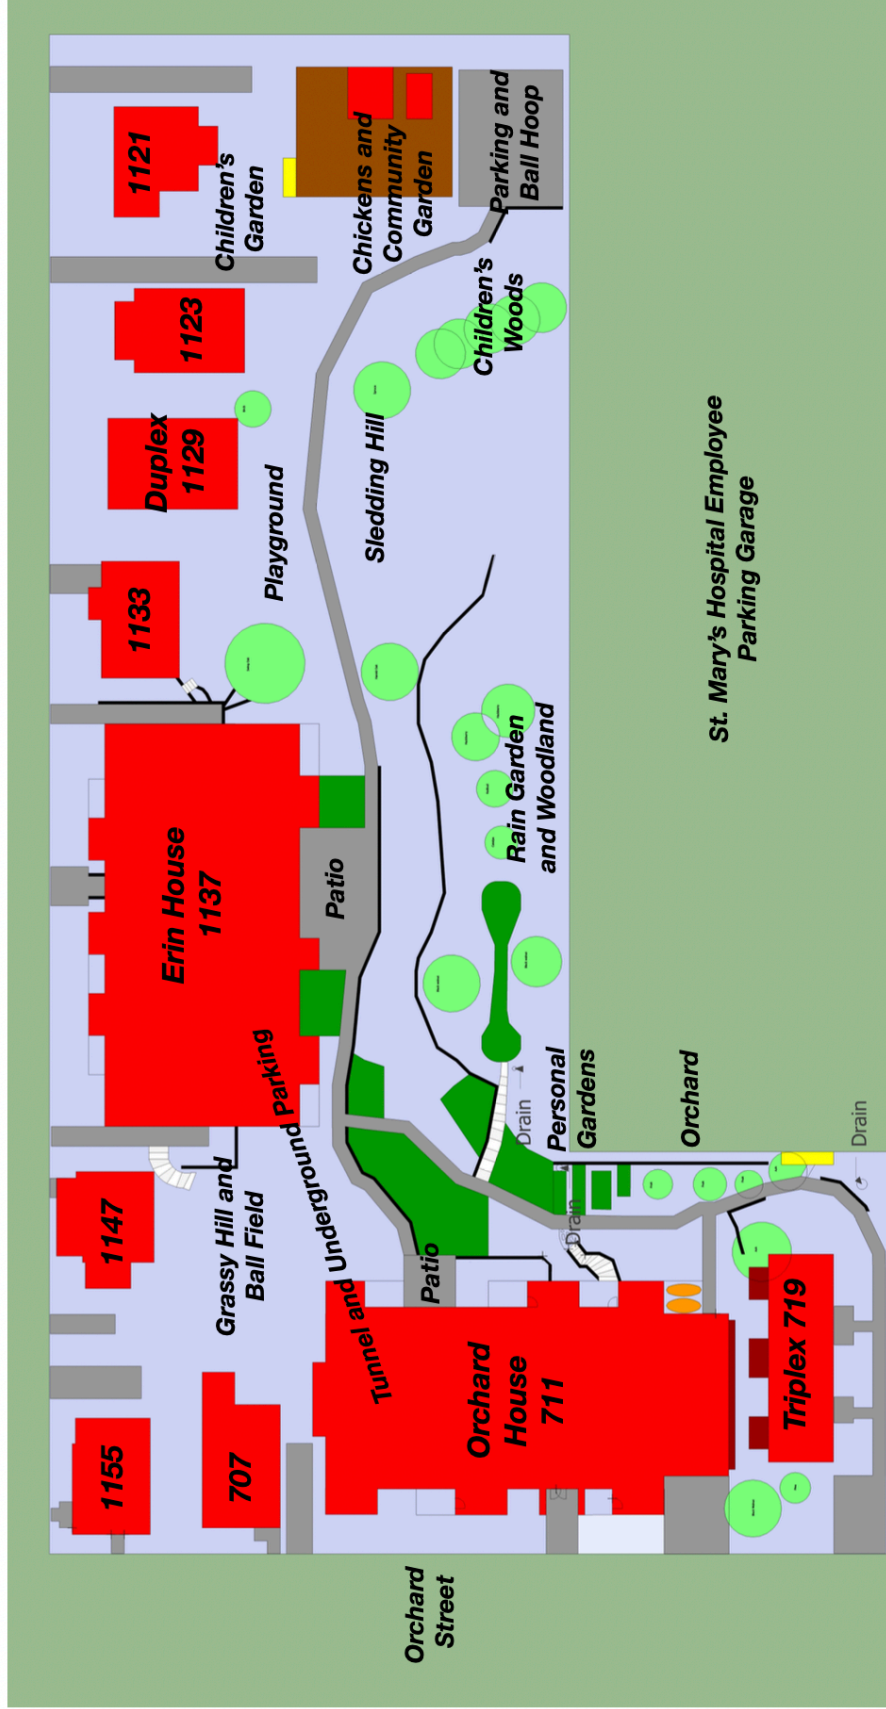 1155
1147
Erin House
1137
1133
Duplex
1129
1123
1121
707
Grassy Hill and
Ball Field
Playground
Children's
Garden
Tunnel and Underground Parking
Patio
Sledding Hill
Chickens and
Community
Garden
Orchard
Street
Patio
Orchard
House
711
Rain Garden
and Woodland
Children's
Woods
Parking and
Ball Hoop
Drain
Personal
Gardens
Drain
Orchard
St. Mary's Hospital Employee
Parking Garage
Triplex 719
Drain